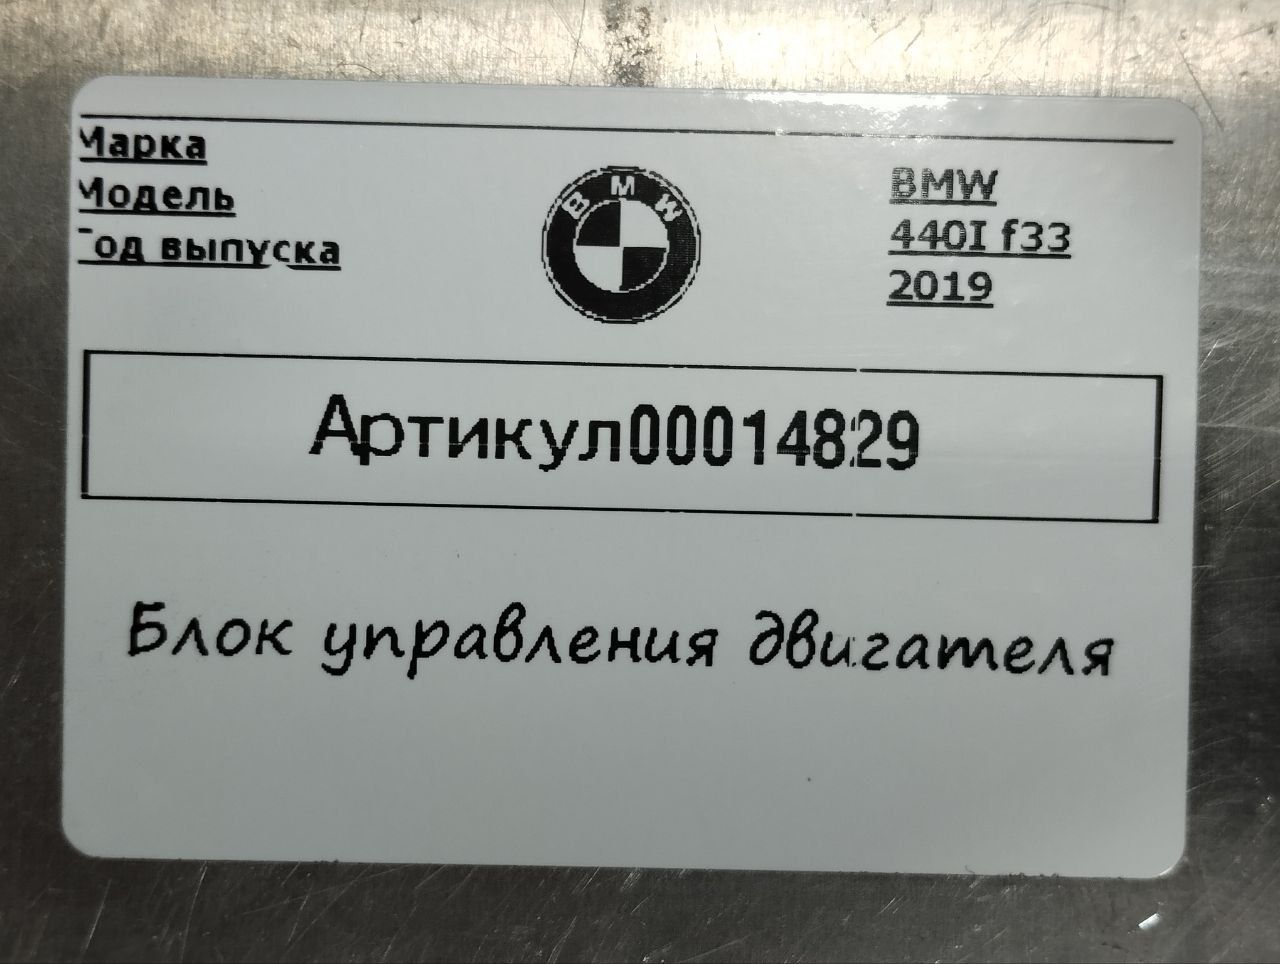 Марка
Модель
Год выпуска
BMW
BMW
440I f33
2019
Артикул00014829
Блок управления двигателя